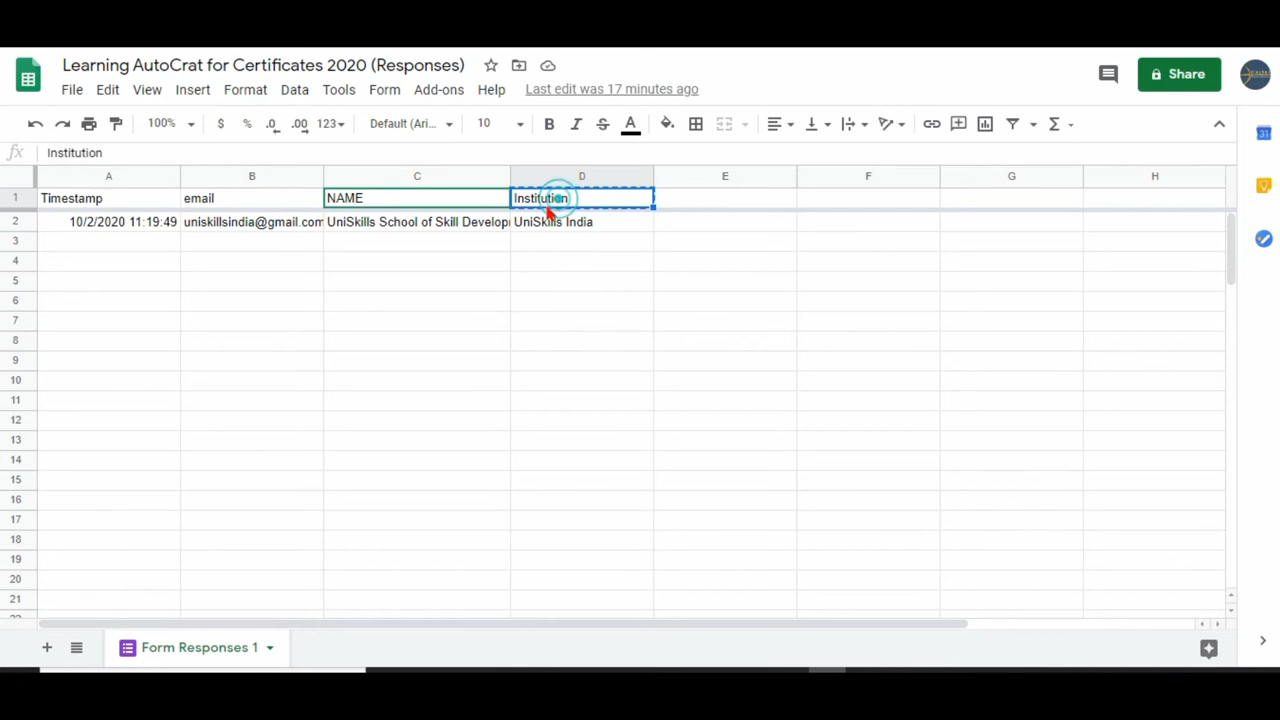 Learning AutoCrat for Certificates 2020 (Responses)
Share
File Edit View Insert Format Data Tools Form Add-ons Help Last edit was 17 minutes ago
100% $ % .0 .00 123 Default (Ari... 10 B I S A Σ
fx Institution
A B C D E F G H
1 Timestamp email NAME Institution
2 10/2/2020 11:19:49 uniskillsindia@gmail.com UniSkills School of Skill Develop UniSkills India
3
4
5
6
7
8
9
10
11
12
13
14
15
16
17
18
19
20
21
+ Form Responses 1
31